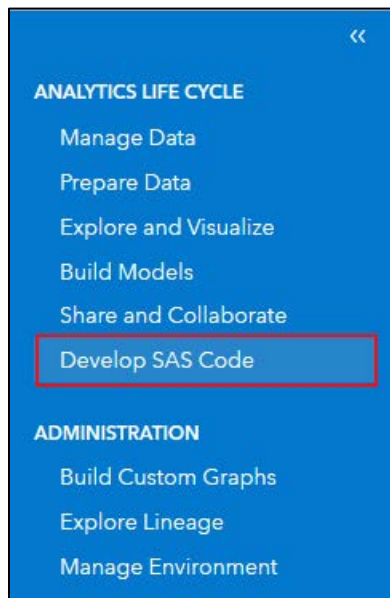 «
ANALYTICS LIFE CYCLE
Manage Data
Prepare Data
Explore and Visualize
Build Models
Share and Collaborate
Develop SAS Code
ADMINISTRATION
Build Custom Graphs
Explore Lineage
Manage Environment